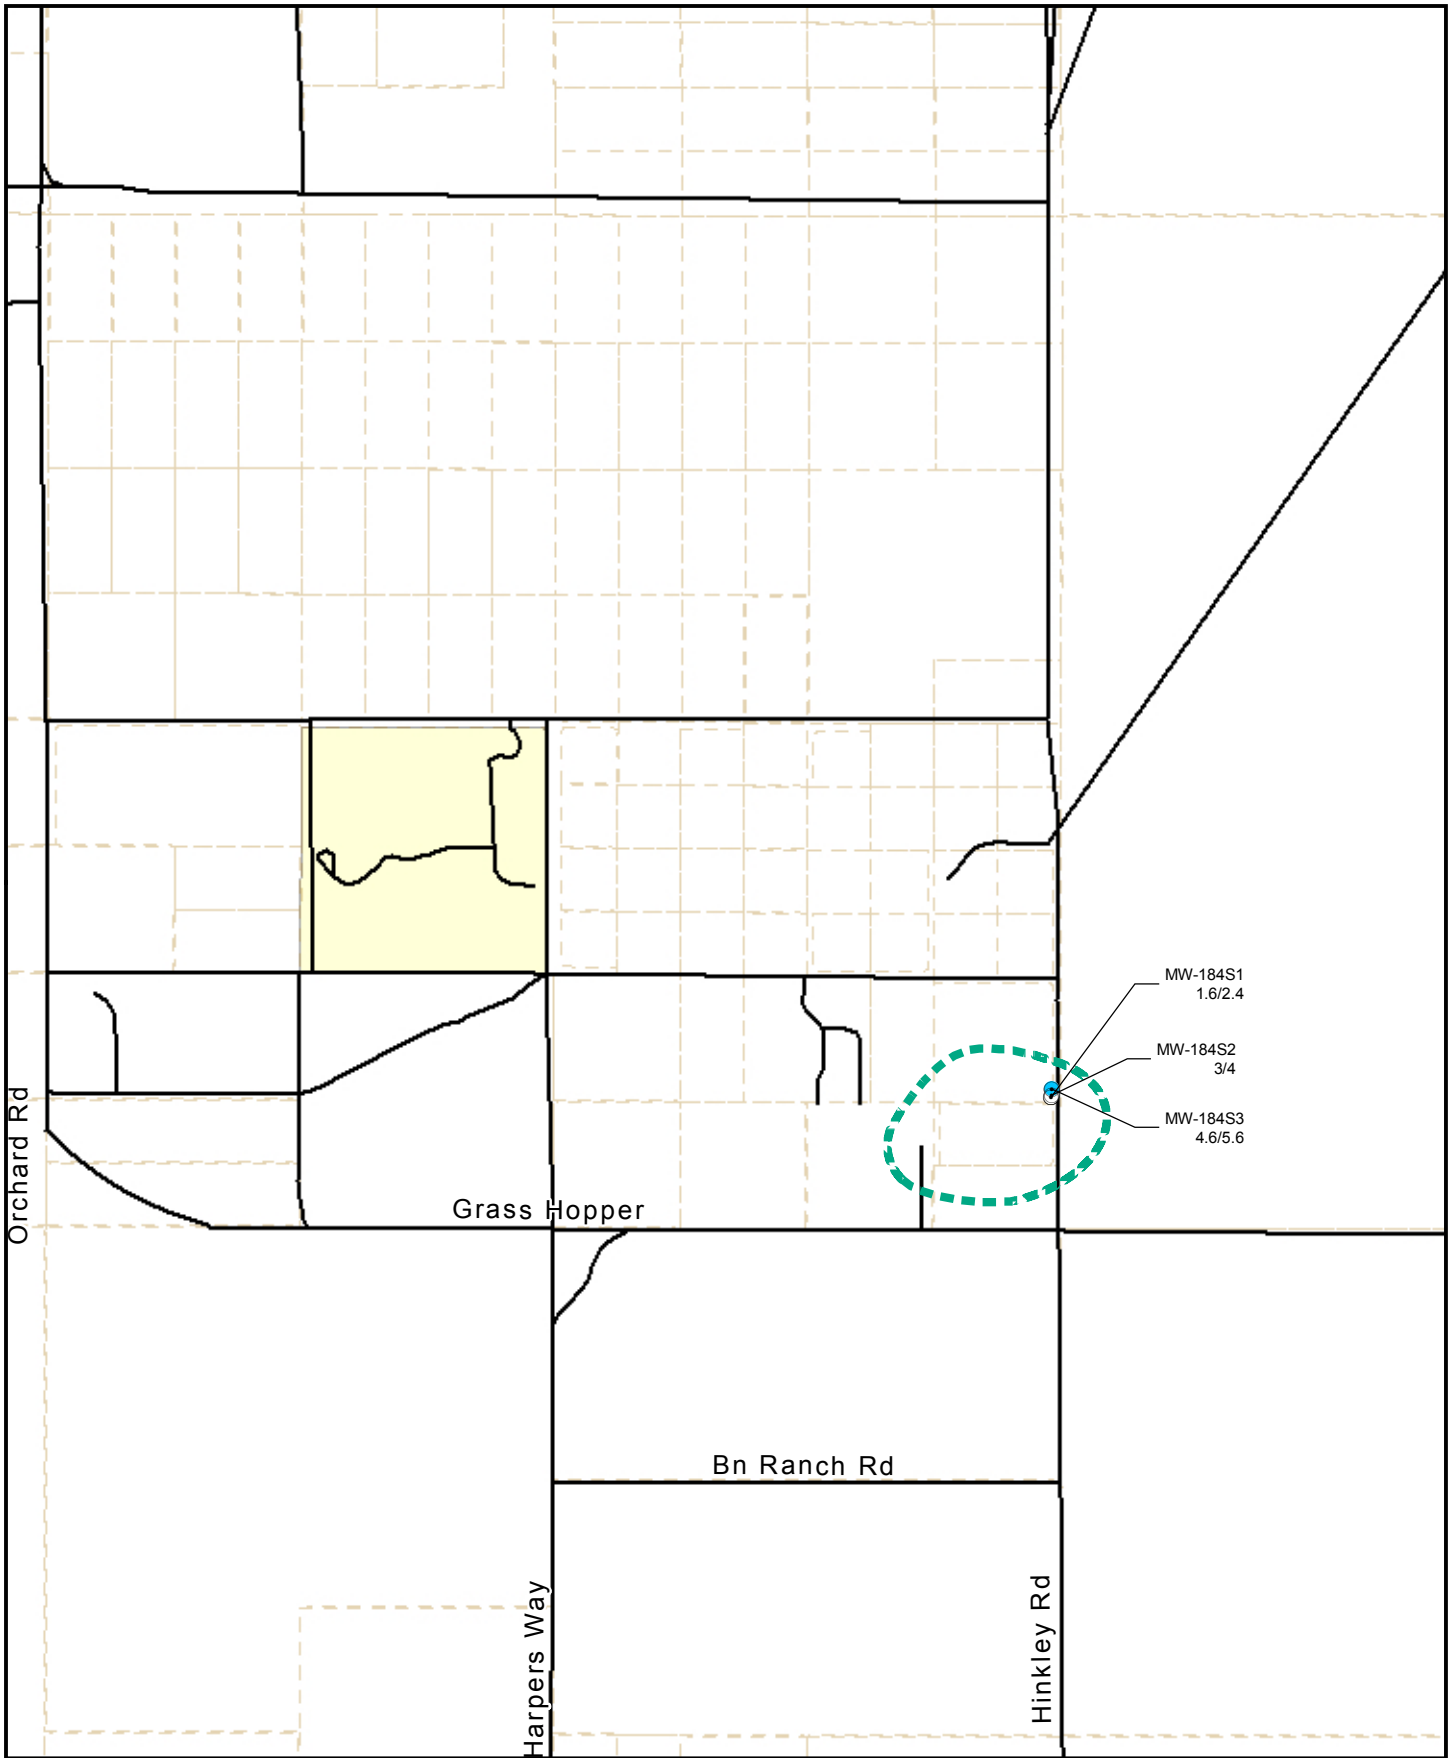 MW-184S1
1.6/2.4
MW-184S2
3/4
MW-184S3
4.6/5.6
Orchard Rd
Grass Hopper
Bn Ranch Rd
Harpers Way
Hinkley Rd